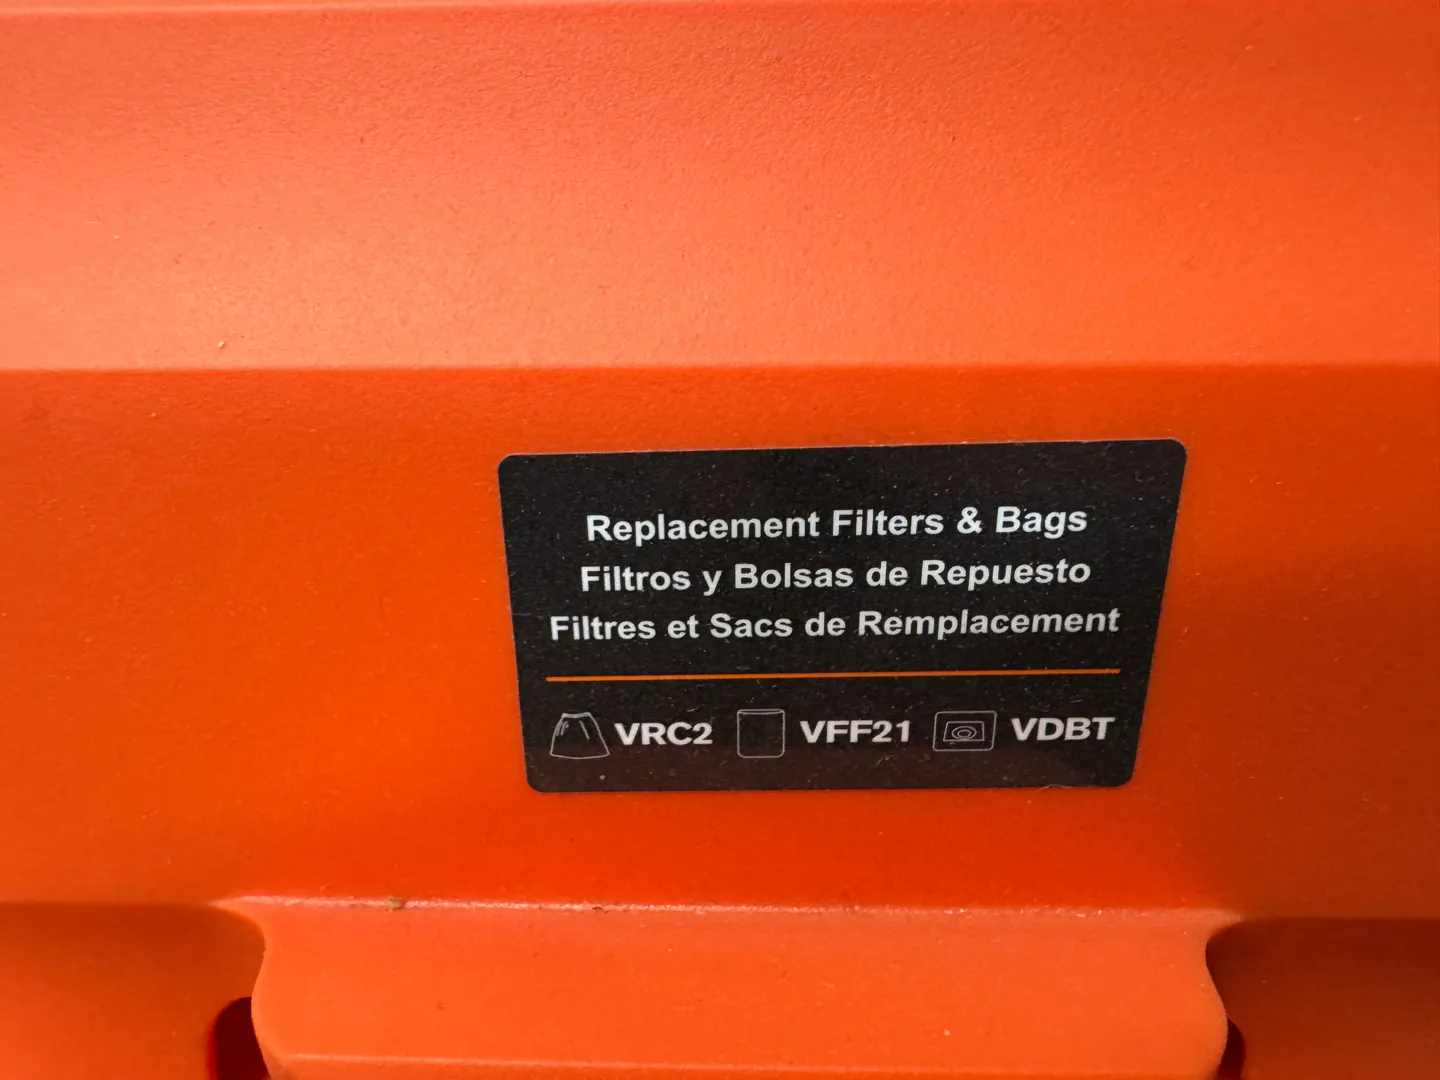 Replacement Filters & Bags
Filtros y Bolsas de Repuesto
Filtres et Sacs de Remplacement
VRC2 VFF21 VDBT